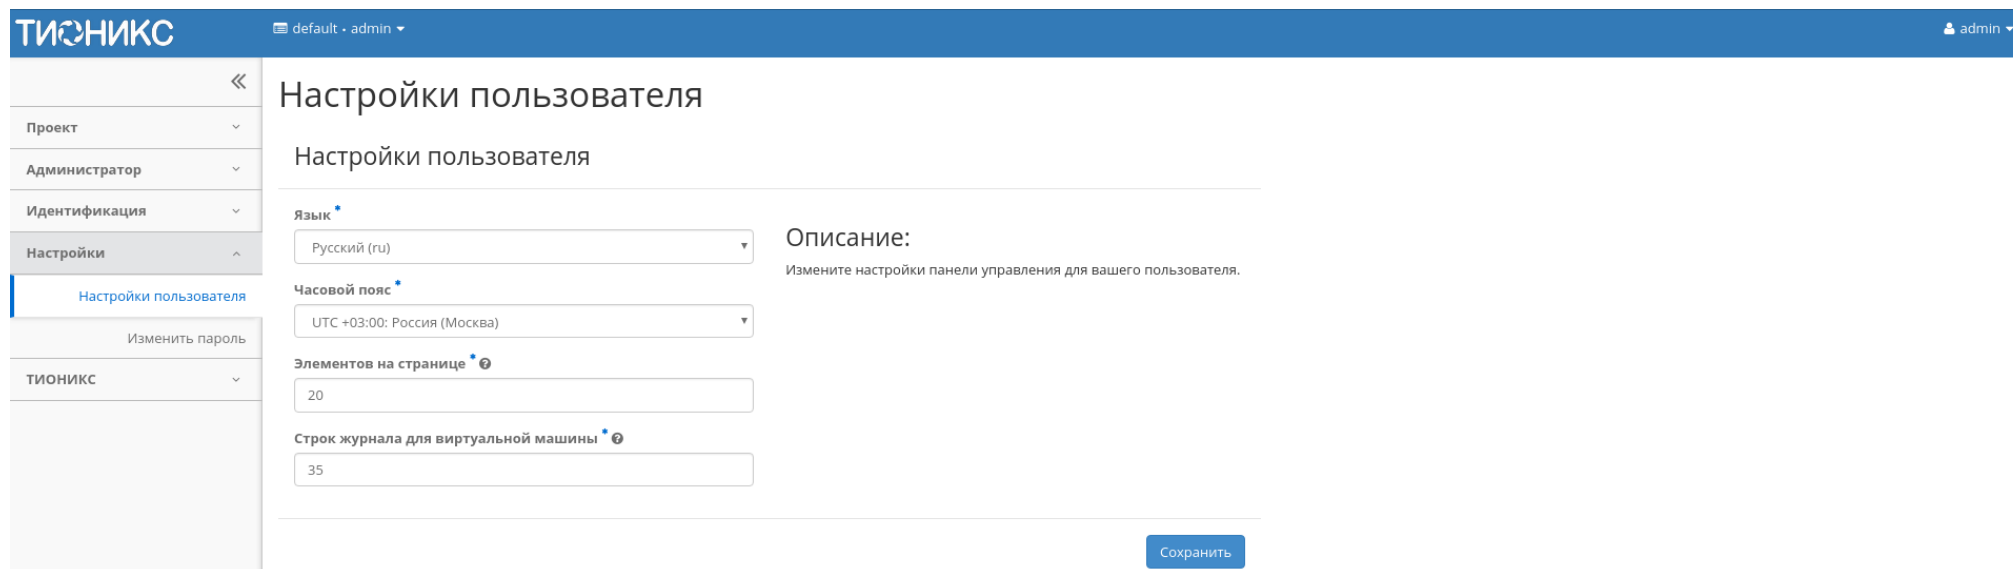 ТИОНИКС
default • admin
admin
Настройки пользователя
Проект
Администратор
Идентификация
Настройки
Настройки пользователя
Изменить пароль
ТИОНИКС
Настройки пользователя
Язык *
Русский (ru)
Часовой пояс *
UTC +03:00: Россия (Москва)
Элементов на странице *
20
Строк журнала для виртуальной машины *
35
Описание:
Измените настройки панели управления для вашего пользователя.
Сохранить